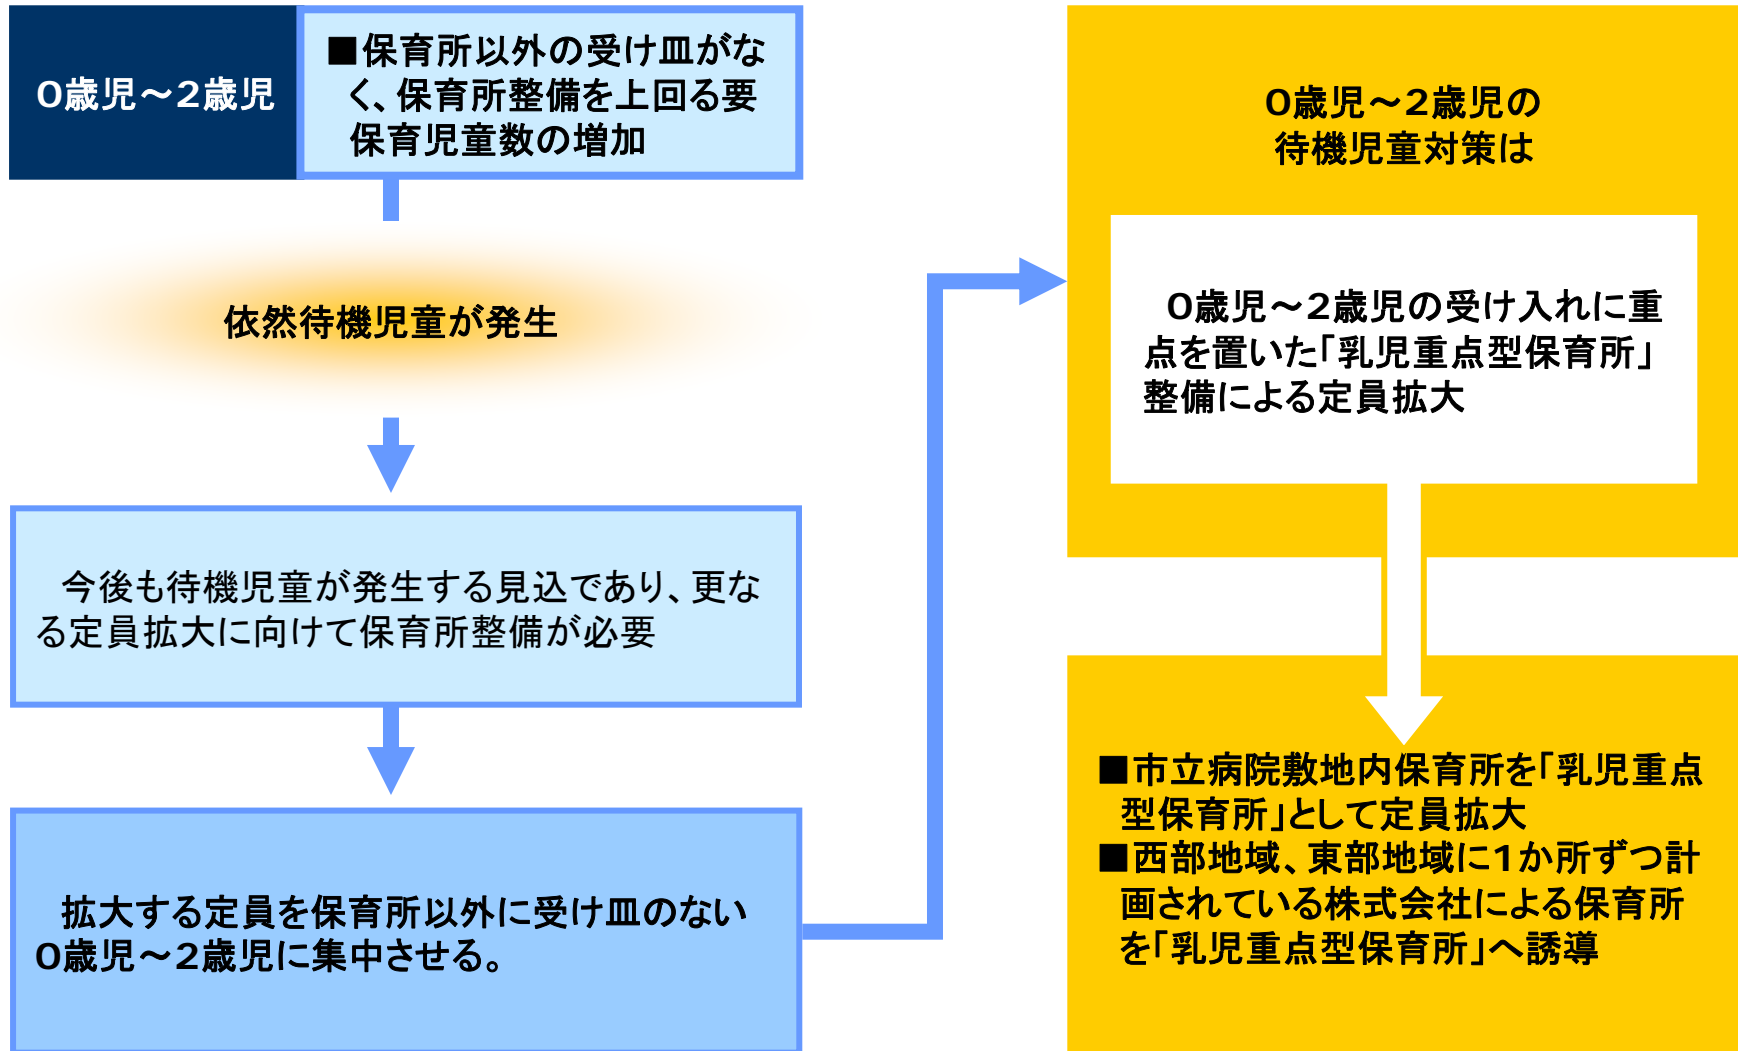 0歳児～2歳児
■保育所以外の受け皿がな
く、保育所整備を上回る要
保育児童数の増加
依然待機児童が発生
今後も待機児童が発生する見込であり、更な
る定員拡大に向けて保育所整備が必要
拡大する定員を保育所以外に受け皿のない
0歳児～2歳児に集中させる。
0歳児～2歳児の
待機児童対策は
0歳児～2歳児の受け入れに重
点を置いた「乳児重点型保育所」
整備による定員拡大
■市立病院敷地内保育所を「乳児重点
型保育所」として定員拡大
■西部地域、東部地域に1か所ずつ計
画されている株式会社による保育所
を「乳児重点型保育所」へ誘導